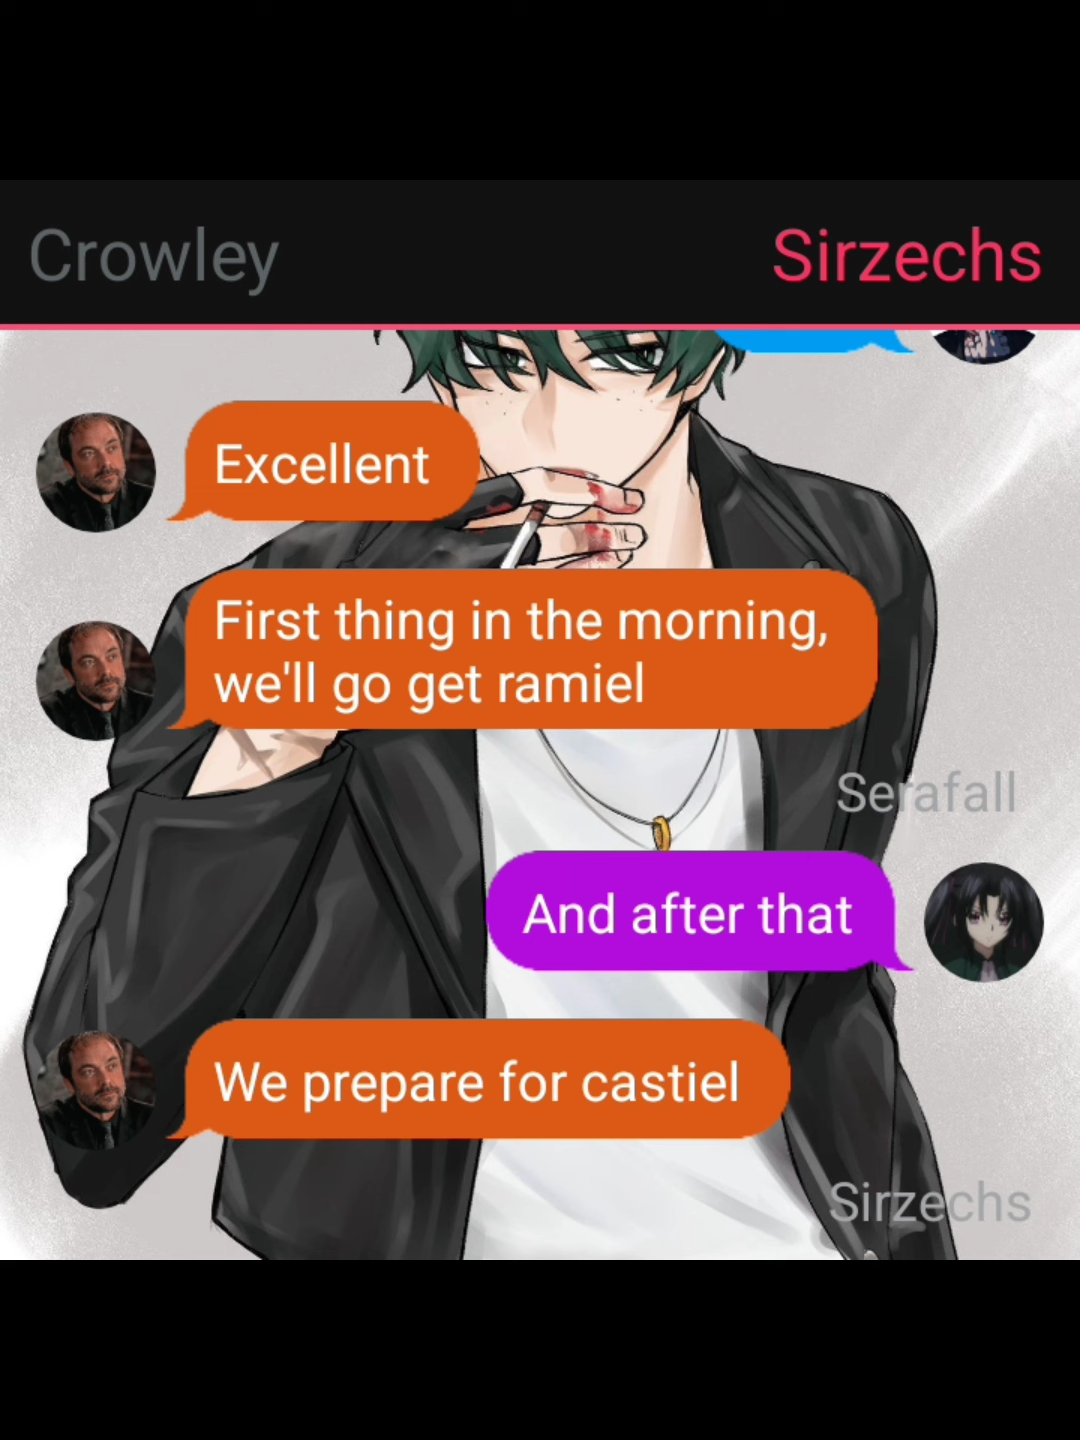 Crowley
Sirzechs
Excellent
First thing in the morning,
we'll go get ramiel
Serafall
And after that
We prepare for castiel
Sirzechs